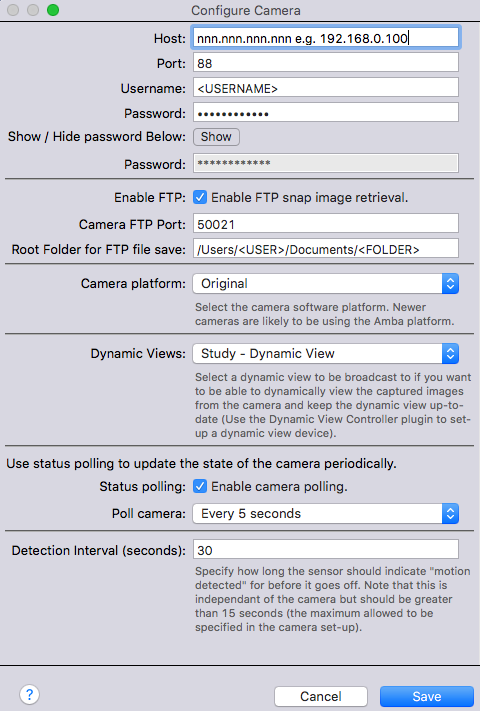 Configure Camera
Host: nnn.nnn.nnn.nnn e.g. 192.168.0.100
Port: 88
Username: <USERNAME>
Password: ••••••••••••
Show / Hide password Below: Show
Password: ************
Enable FTP: Enable FTP snap image retrieval.
Camera FTP Port: 50021
Root Folder for FTP file save: /Users/<USER>/Documents/<FOLDER>
Camera platform: Original
Select the camera software platform. Newer
cameras are likely to be using the Amba platform.
Dynamic Views: Study - Dynamic View
Select a dynamic view to be broadcast to if you want
to be able to dynamically view the captured images
from the camera and keep the dynamic view up-to-
date (Use the Dynamic View Controller plugin to set-
up a dynamic view device).
Use status polling to update the state of the camera periodically.
Status polling: Enable camera polling.
Poll camera: Every 5 seconds
Detection Interval (seconds): 30
Specify how long the sensor should indicate "motion
detected" for before it goes off. Note that this is
independant of the camera but should be greater
than 15 seconds (the maximum allowed to be
specified in the camera set-up).
? Cancel Save